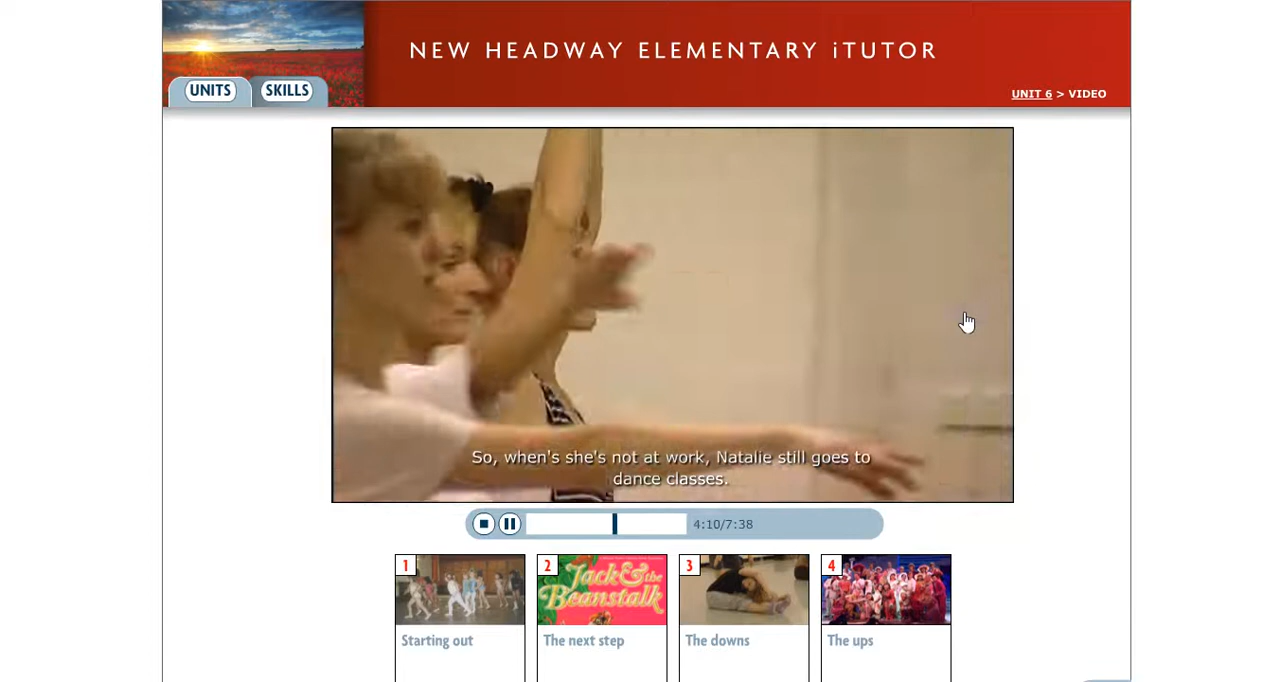 NEW HEADWAY ELEMENTARY iTUTOR
UNITS
SKILLS
UNIT 6 > VIDEO
So, when's she's not at work, Natalie still goes to
dance classes.
4:10/7:38
1
2
3
4
Jack & the
Beanstalk
Starting out
The next step
The downs
The ups